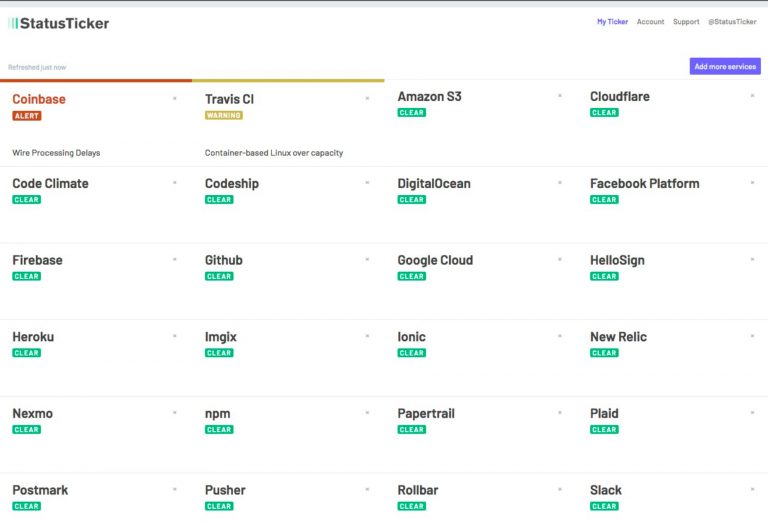 StatusTicker
My Ticker Account Support @StatusTicker
Refreshed just now
Add more services
Coinbase ×
ALERT
Wire Processing Delays
Travis CI ×
WARNING
Container-based Linux over capacity
Amazon S3 ×
CLEAR
Cloudflare ×
CLEAR
Code Climate ×
CLEAR
Codeship ×
CLEAR
DigitalOcean ×
CLEAR
Facebook Platform ×
CLEAR
Firebase ×
CLEAR
Github ×
CLEAR
Google Cloud ×
CLEAR
HelloSign ×
CLEAR
Heroku ×
CLEAR
Imgix ×
CLEAR
Ionic ×
CLEAR
New Relic ×
CLEAR
Nexmo ×
CLEAR
npm ×
CLEAR
Papertrail ×
CLEAR
Plaid ×
CLEAR
Postmark ×
CLEAR
Pusher ×
CLEAR
Rollbar ×
CLEAR
Slack ×
CLEAR